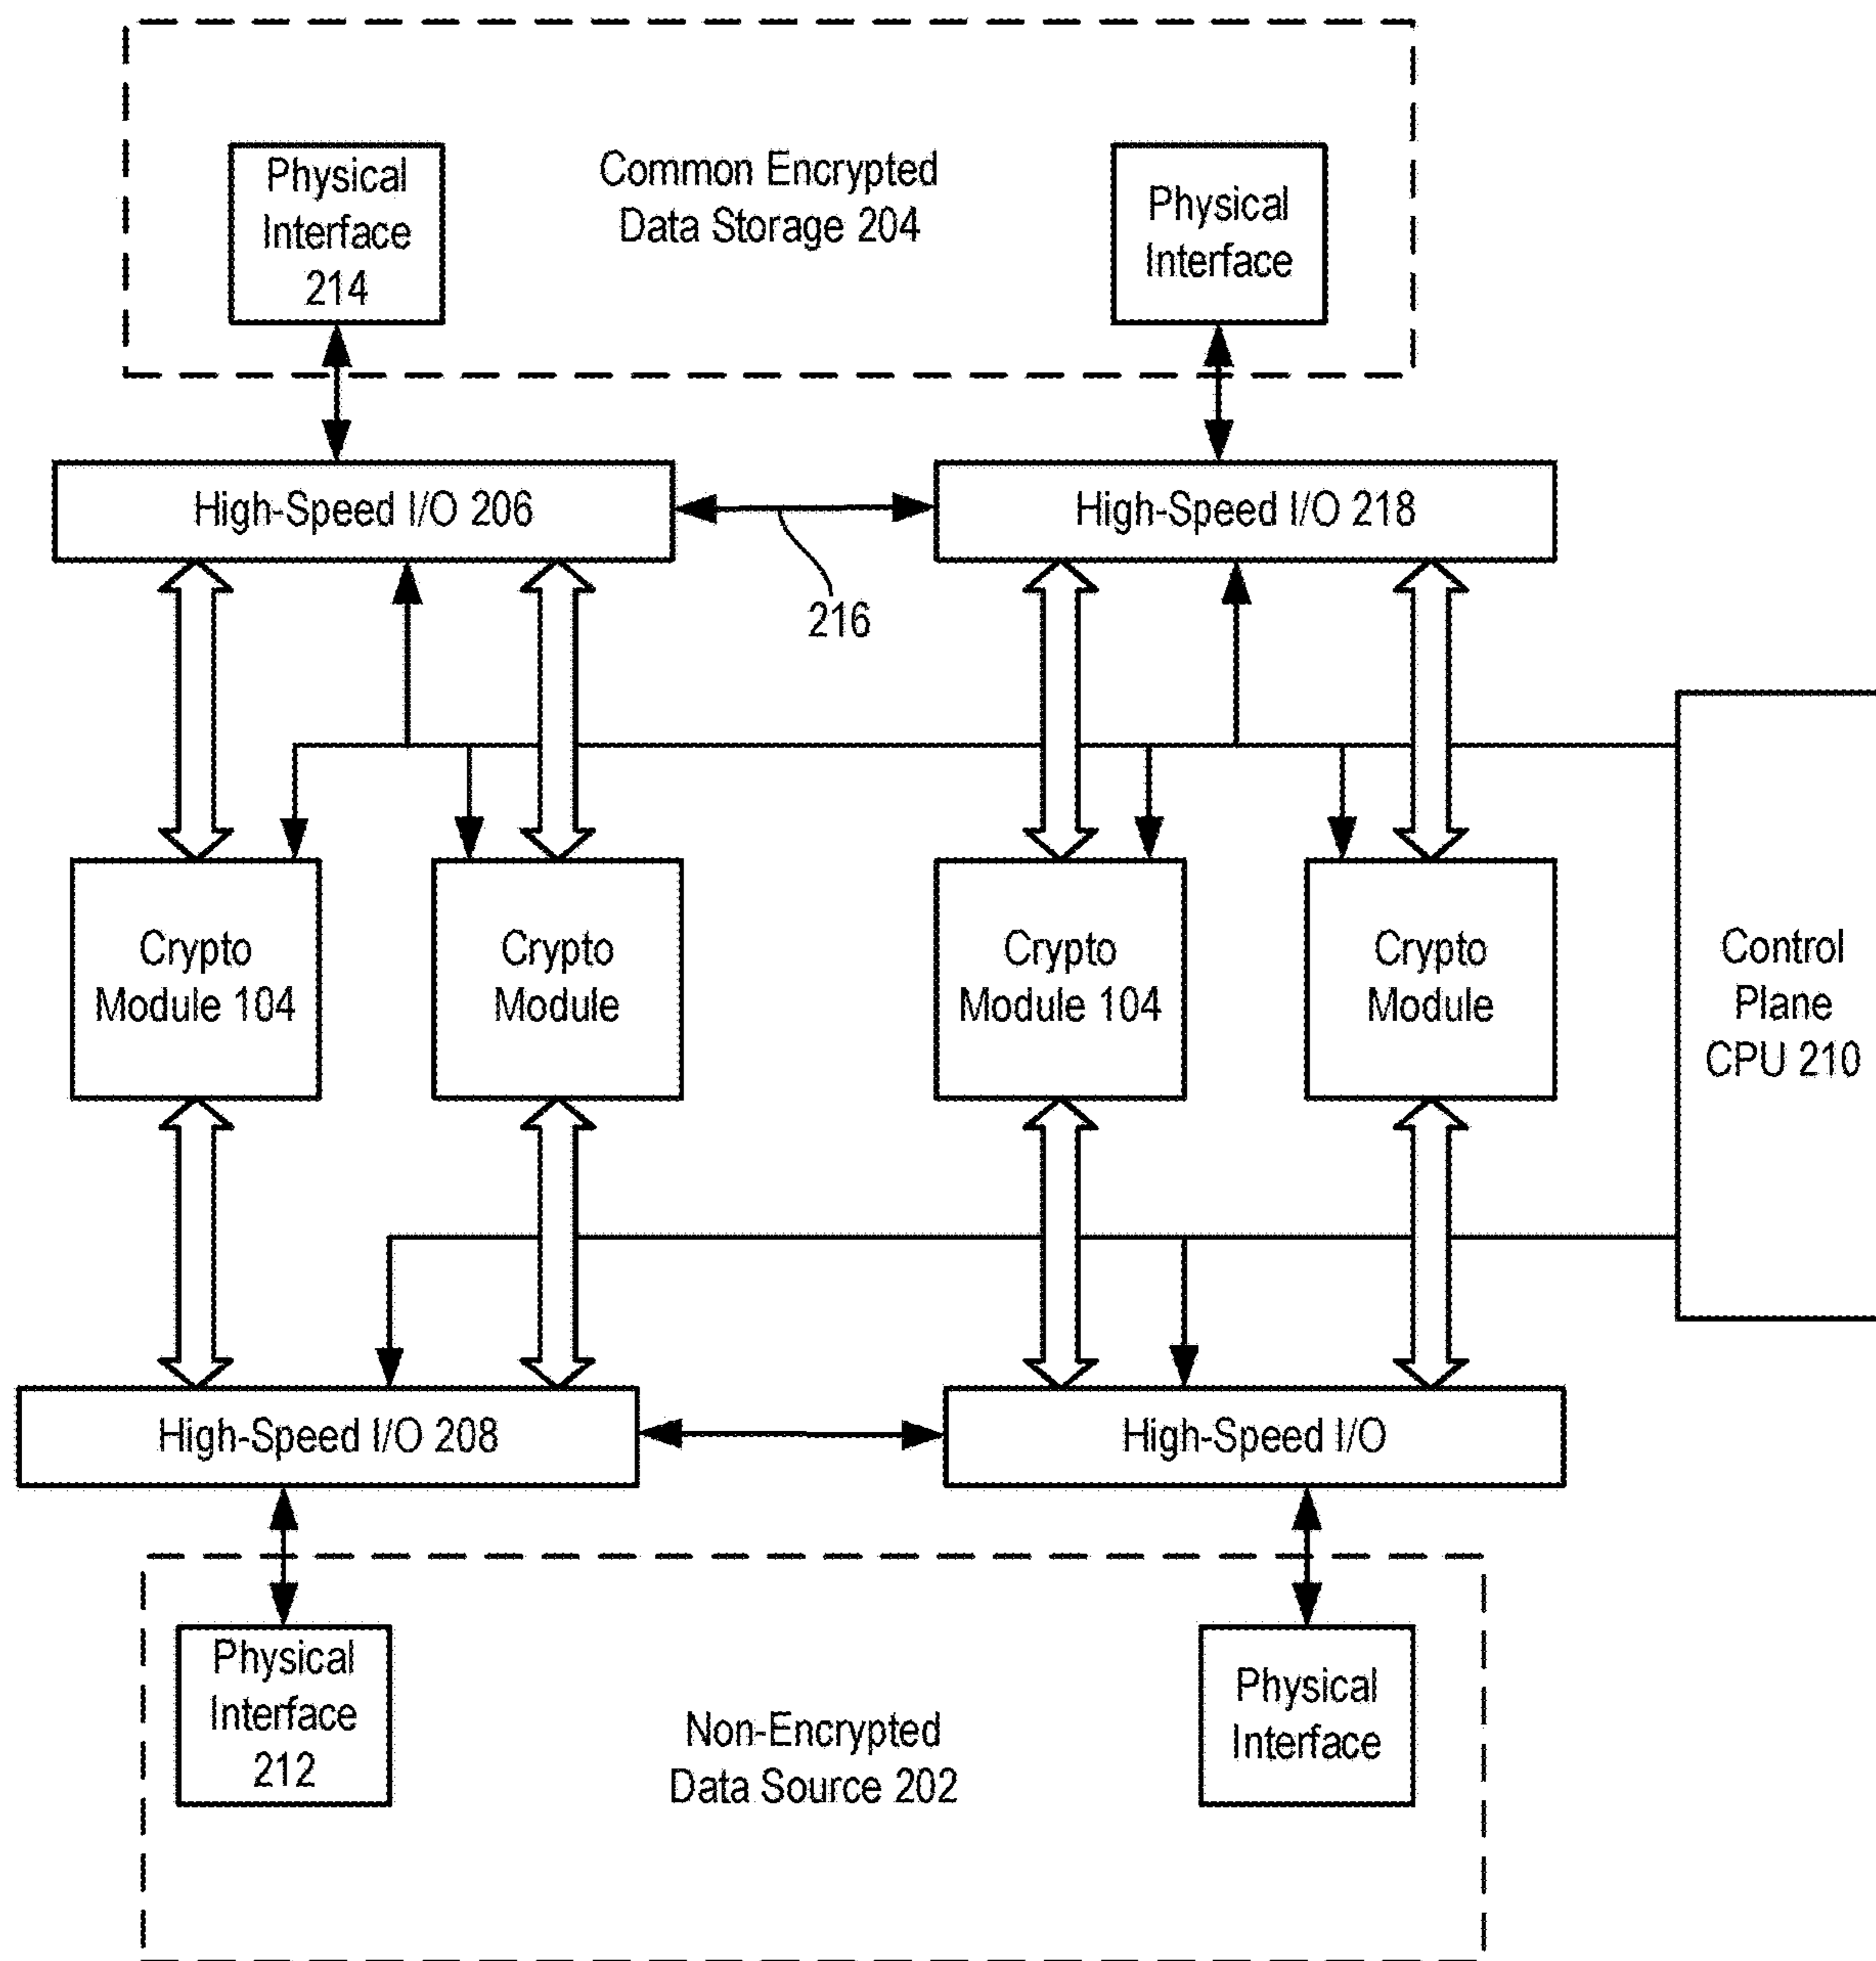 Physical
Interface
214
Common Encrypted
Data Storage 204
Physical
Interface
High-Speed I/O 206
High-Speed I/O 218
216
Crypto
Module 104
Crypto
Module
Crypto
Module 104
Crypto
Module
Control
Plane
CPU 210
High-Speed I/O 208
High-Speed I/O
Physical
Interface
212
Non-Encrypted
Data Source 202
Physical
Interface